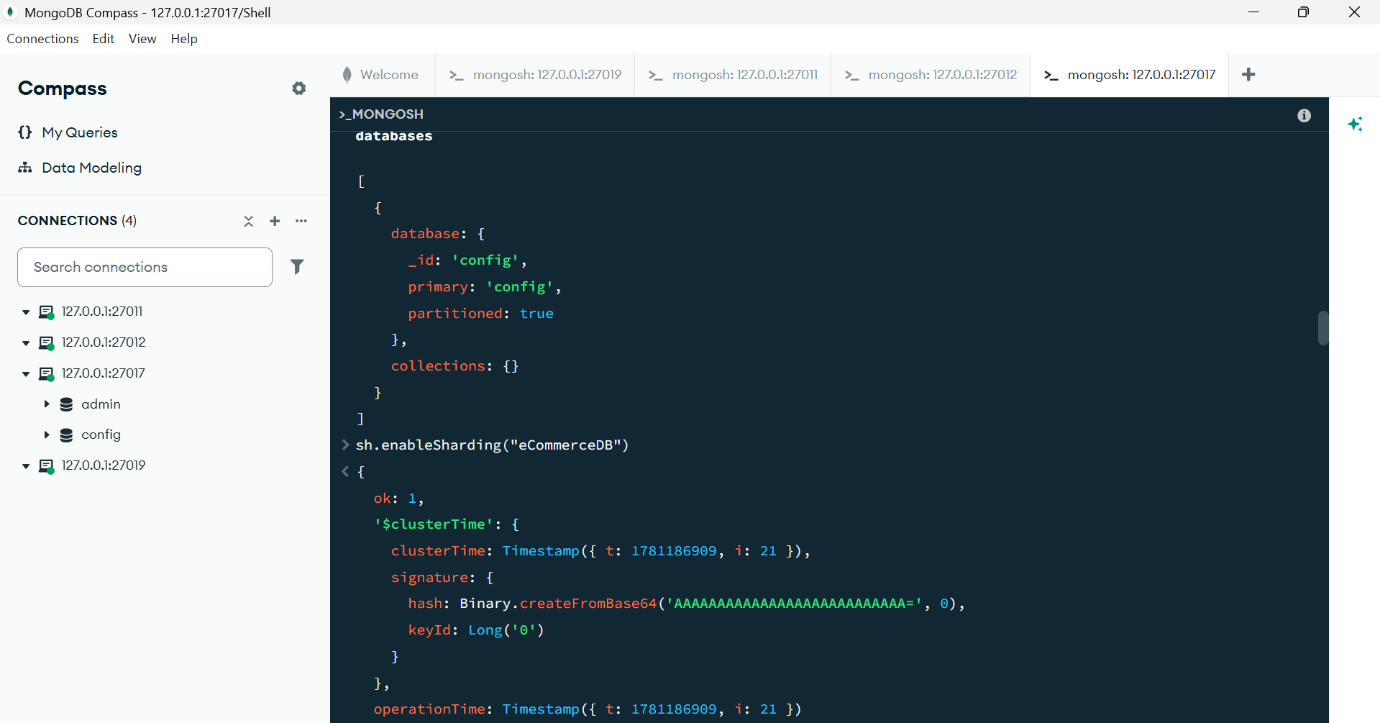 MongoDB Compass - 127.0.0.1:27017/Shell
Connections Edit View Help
Compass
{} My Queries
Data Modeling
CONNECTIONS (4)
Search connections
127.0.0.1:27011
127.0.0.1:27012
127.0.0.1:27017
admin
config
127.0.0.1:27019
Welcome >_ mongosh: 127.0.0.1:27019 >_ mongosh: 127.0.0.1:27011 >_ mongosh: 127.0.0.1:27012 >_ mongosh: 127.0.0.1:27017 +
>_MONGOSH
databases
[
{
database: {
_id: 'config',
primary: 'config',
partitioned: true
},
collections: {}
}
]
> sh.enableSharding("eCommerceDB")
< {
ok: 1,
'$clusterTime': {
clusterTime: Timestamp({ t: 1781186909, i: 21 }),
signature: {
hash: Binary.createFromBase64('AAAAAAAAAAAAAAAAAAAAAAAAAAA=', 0),
keyId: Long('0')
}
},
operationTime: Timestamp({ t: 1781186909, i: 21 })